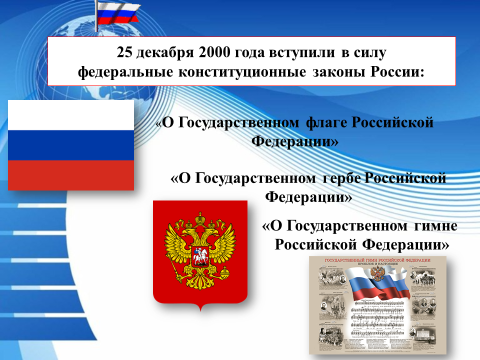 25 декабря 2000 года вступили в силу
федеральные конституционные законы России:
«О Государственном флаге Российской
Федерации»
«О Государственном гербе Российской
Федерации»
«О Государственном гимне
Российской Федерации»
ГОСУДАРСТВЕННЫЙ ГИМН РОССИЙСКОЙ ФЕДЕРАЦИИ